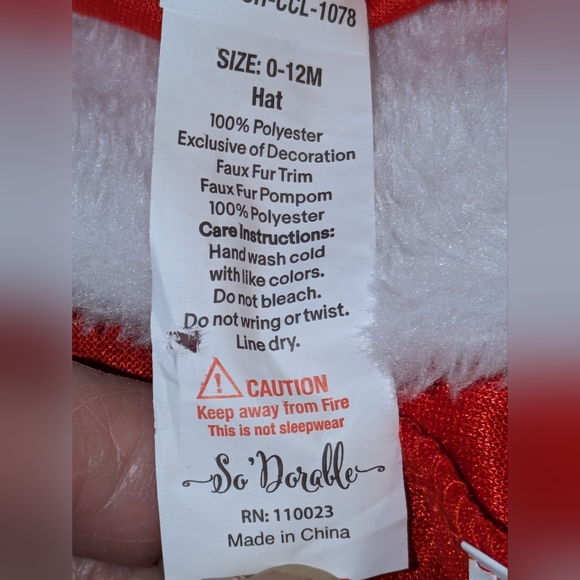 CCL-1078
SIZE: 0-12M
Hat
100% Polyester
Exclusive of Decoration
Faux Fur Trim
Faux Fur Pompom
100% Polyester
Care Instructions:
Hand wash cold
with like colors.
Do not bleach.
Do not wring or twist.
Line dry.
CAUTION
Keep away from Fire
This is not sleepwear
So'Dorable
RN: 110023
Made in China